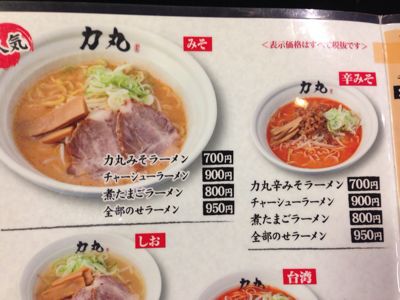 人気
力丸
みそ
<表示価格はすべて税抜です>
力丸
辛みそ
力丸みそラーメン 700円
チャーシューラーメン 900円
煮たまごラーメン 800円
全部のせラーメン 950円
力丸辛みそラーメン 700円
チャーシューラーメン 900円
煮たまごラーメン 800円
全部のせラーメン 950円
力丸
しお
力丸
台湾